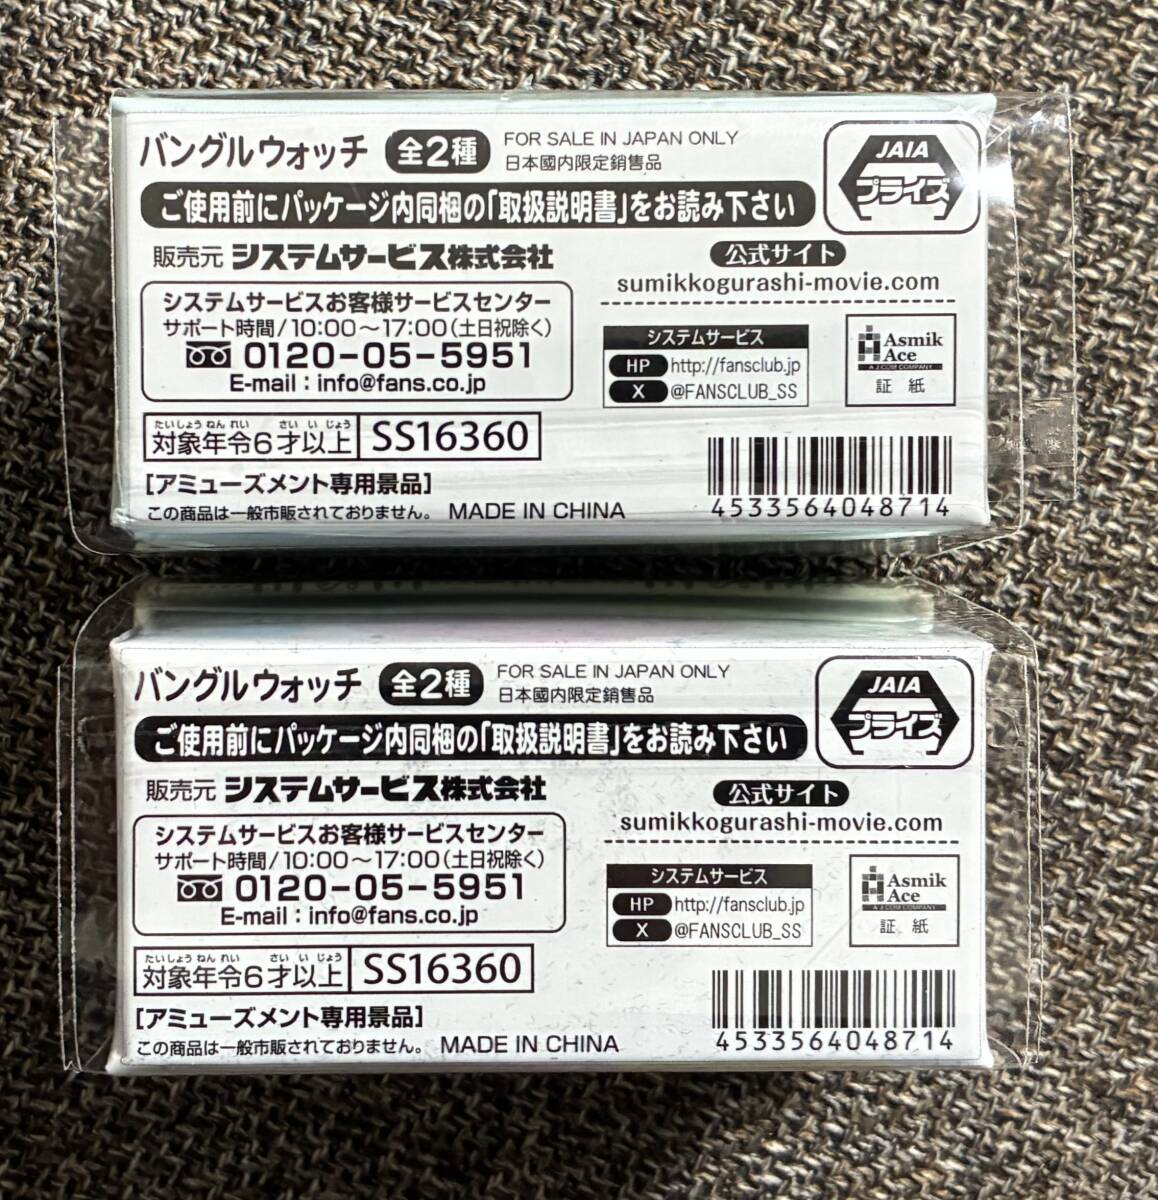 バングルウォッチ 全2種 FOR SALE IN JAPAN ONLY
日本國内限定銷售品
JAIA
プライズ
ご使用前にパッケージ内同梱の「取扱説明書」をお読み下さい
販売元 システムサービス株式会社
システムサービスお客様サービスセンター
サポート時間/10:00〜17:00(土日祝除く)
0120-05-5951
E-mail：info@fans.co.jp
公式サイト
sumikkogurashi-movie.com
システムサービス
HP http://fansclub.jp
X @FANSCLUB_SS
Asmik
Ace
A J:COM COMPANY
証紙
たいしょうねんれい さいいじょう
対象年令6才以上 SS16360
[アミューズメント専用景品]
この商品は一般市販されておりません。 MADE IN CHINA
4533564048714
バングルウォッチ 全2種 FOR SALE IN JAPAN ONLY
日本國内限定銷售品
JAIA
プライズ
ご使用前にパッケージ内同梱の「取扱説明書」をお読み下さい
販売元 システムサービス株式会社
システムサービスお客様サービスセンター
サポート時間/10:00〜17:00(土日祝除く)
0120-05-5951
E-mail：info@fans.co.jp
公式サイト
sumikkogurashi-movie.com
システムサービス
HP http://fansclub.jp
X @FANSCLUB_SS
Asmik
Ace
A J:COM COMPANY
証紙
たいしょうねんれい さいいじょう
対象年令6才以上 SS16360
[アミューズメント専用景品]
この商品は一般市販されておりません。 MADE IN CHINA
4533564048714